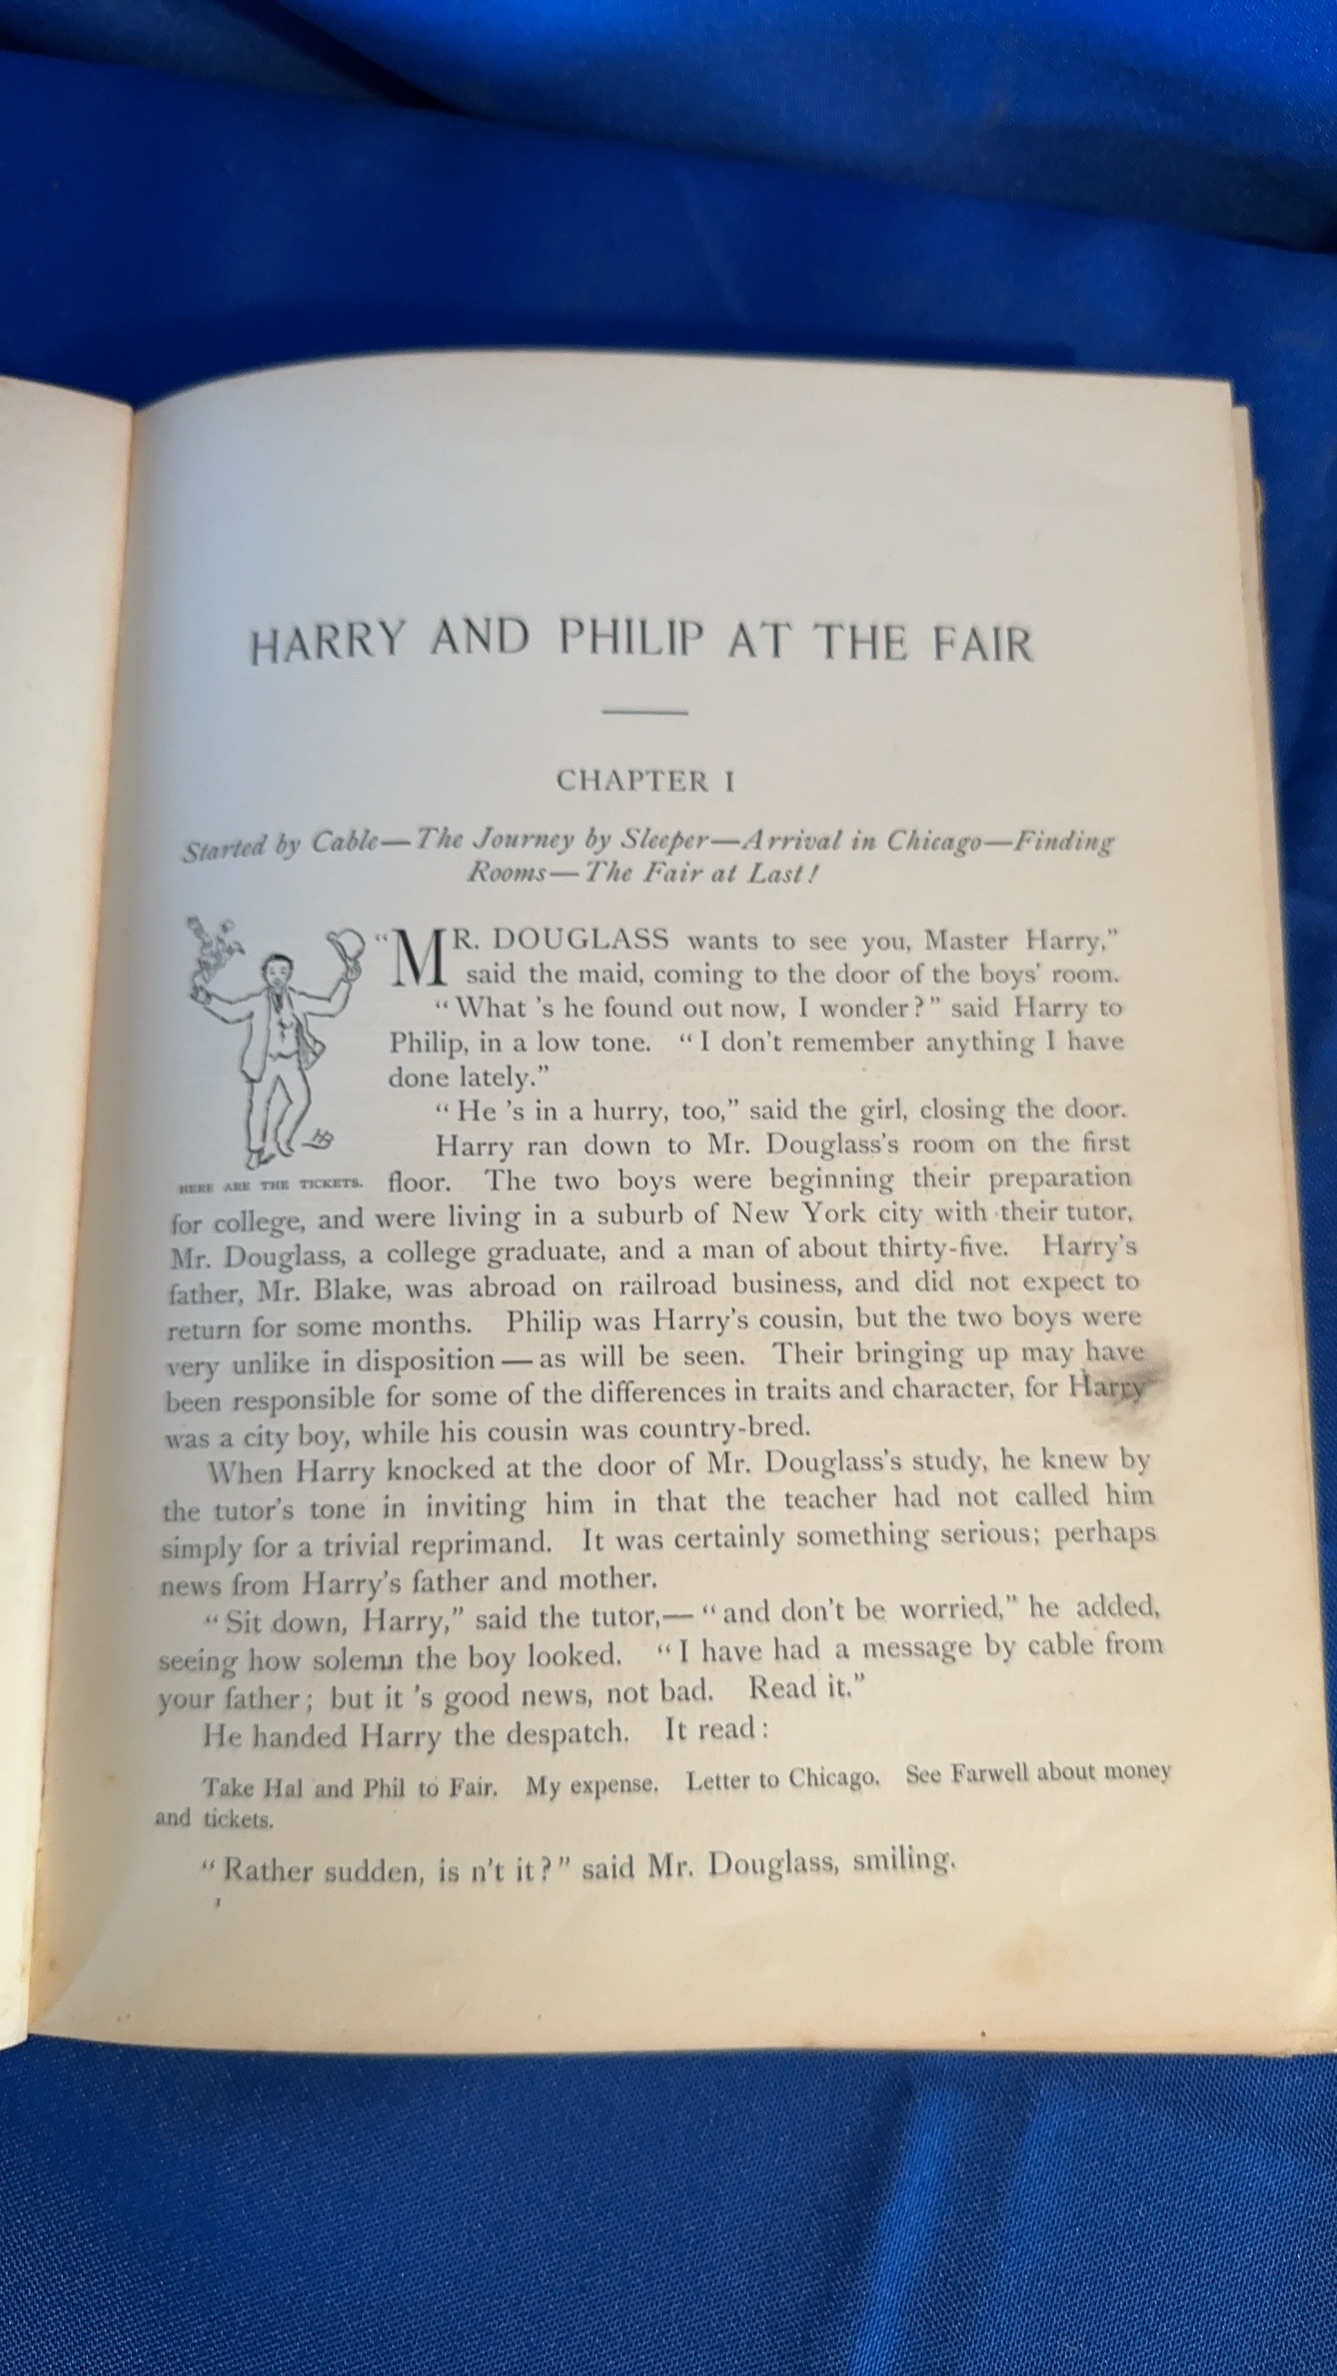 HARRY AND PHILIP AT THE FAIR
CHAPTER I
Started by Cable—The Journey by Sleeper—Arrival in Chicago—Finding
Rooms—The Fair at Last!
"MR. DOUGLASS wants to see you, Master Harry,"
said the maid, coming to the door of the boys' room.
"What 's he found out now, I wonder?" said Harry to
Philip, in a low tone. "I don't remember anything I have
done lately."
"He 's in a hurry, too," said the girl, closing the door.
Harry ran down to Mr. Douglass's room on the first
HERE ARE THE TICKETS.
floor. The two boys were beginning their preparation
for college, and were living in a suburb of New York city with their tutor,
Mr. Douglass, a college graduate, and a man of about thirty-five. Harry's
father, Mr. Blake, was abroad on railroad business, and did not expect to
return for some months. Philip was Harry's cousin, but the two boys were
very unlike in disposition — as will be seen. Their bringing up may have
been responsible for some of the differences in traits and character, for Harry
was a city boy, while his cousin was country-bred.
When Harry knocked at the door of Mr. Douglass's study, he knew by
the tutor's tone in inviting him in that the teacher had not called him
simply for a trivial reprimand. It was certainly something serious; perhaps
news from Harry's father and mother.
"Sit down, Harry," said the tutor,— "and don't be worried," he added,
seeing how solemn the boy looked. "I have had a message by cable from
your father; but it 's good news, not bad. Read it."
He handed Harry the despatch. It read:
Take Hal and Phil to Fair. My expense. Letter to Chicago. See Farwell about money
and tickets.
"Rather sudden, is n't it?" said Mr. Douglass, smiling.
1